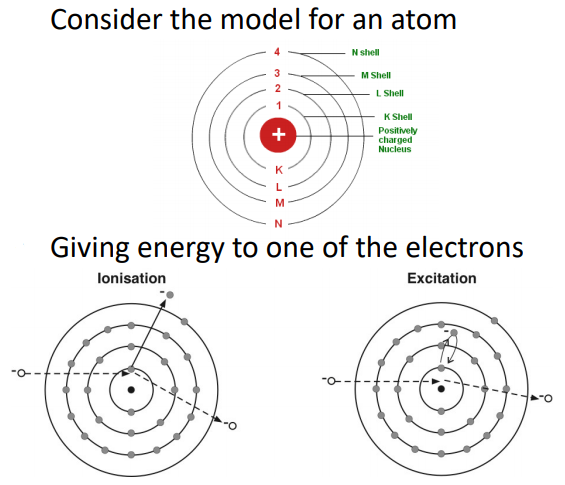 Consider the model for an atom
4
N shell
3
M Shell
2
L Shell
1
K Shell
+
Positively
charged
Nucleus
K
L
M
N
Giving energy to one of the electrons
Ionisation
Excitation
-
-
-
-
-
-